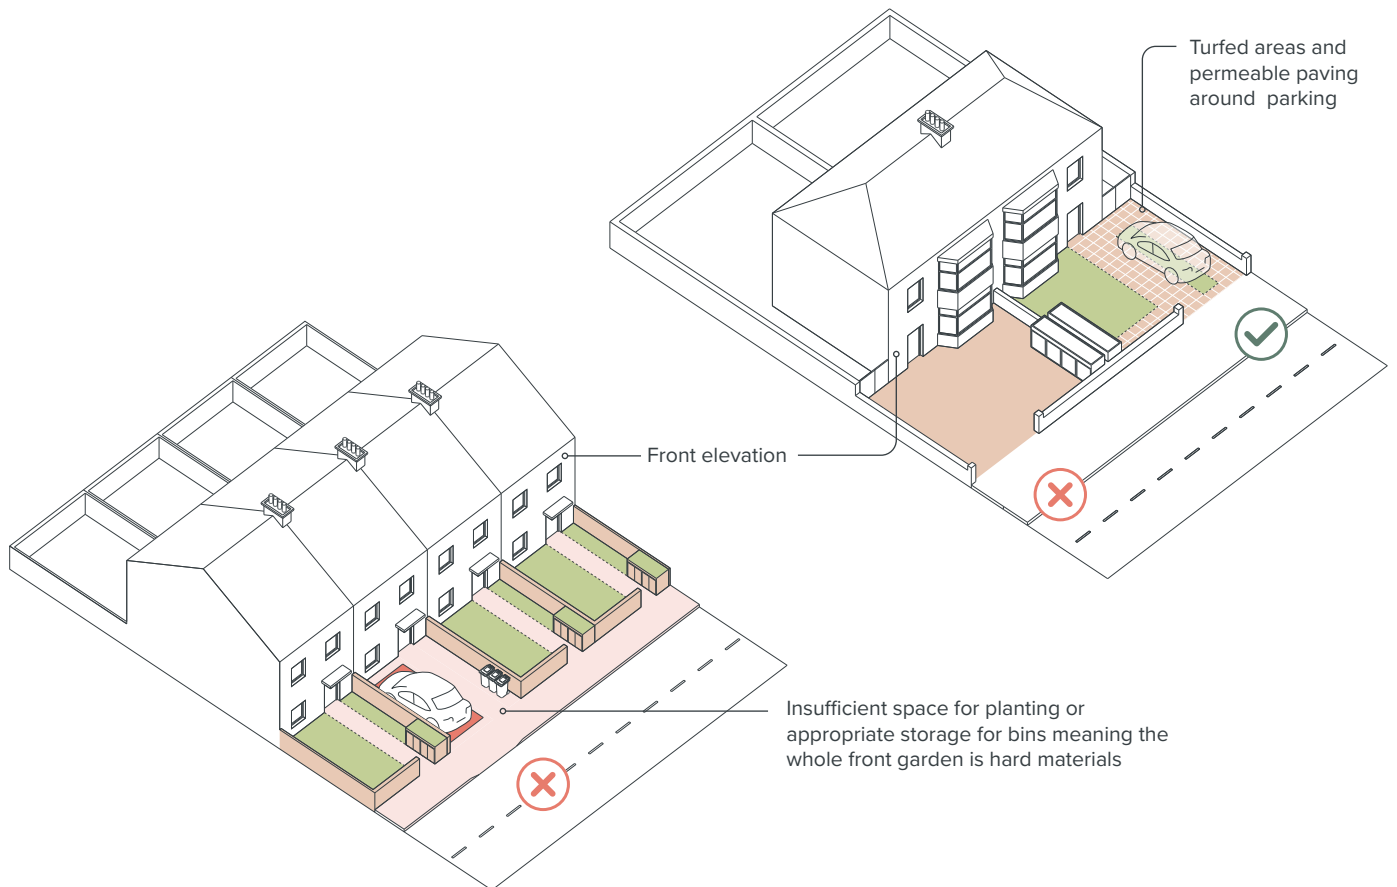 Turfed areas and
permeable paving
around parking
Front elevation
Insufficient space for planting or
appropriate storage for bins meaning the
whole front garden is hard materials